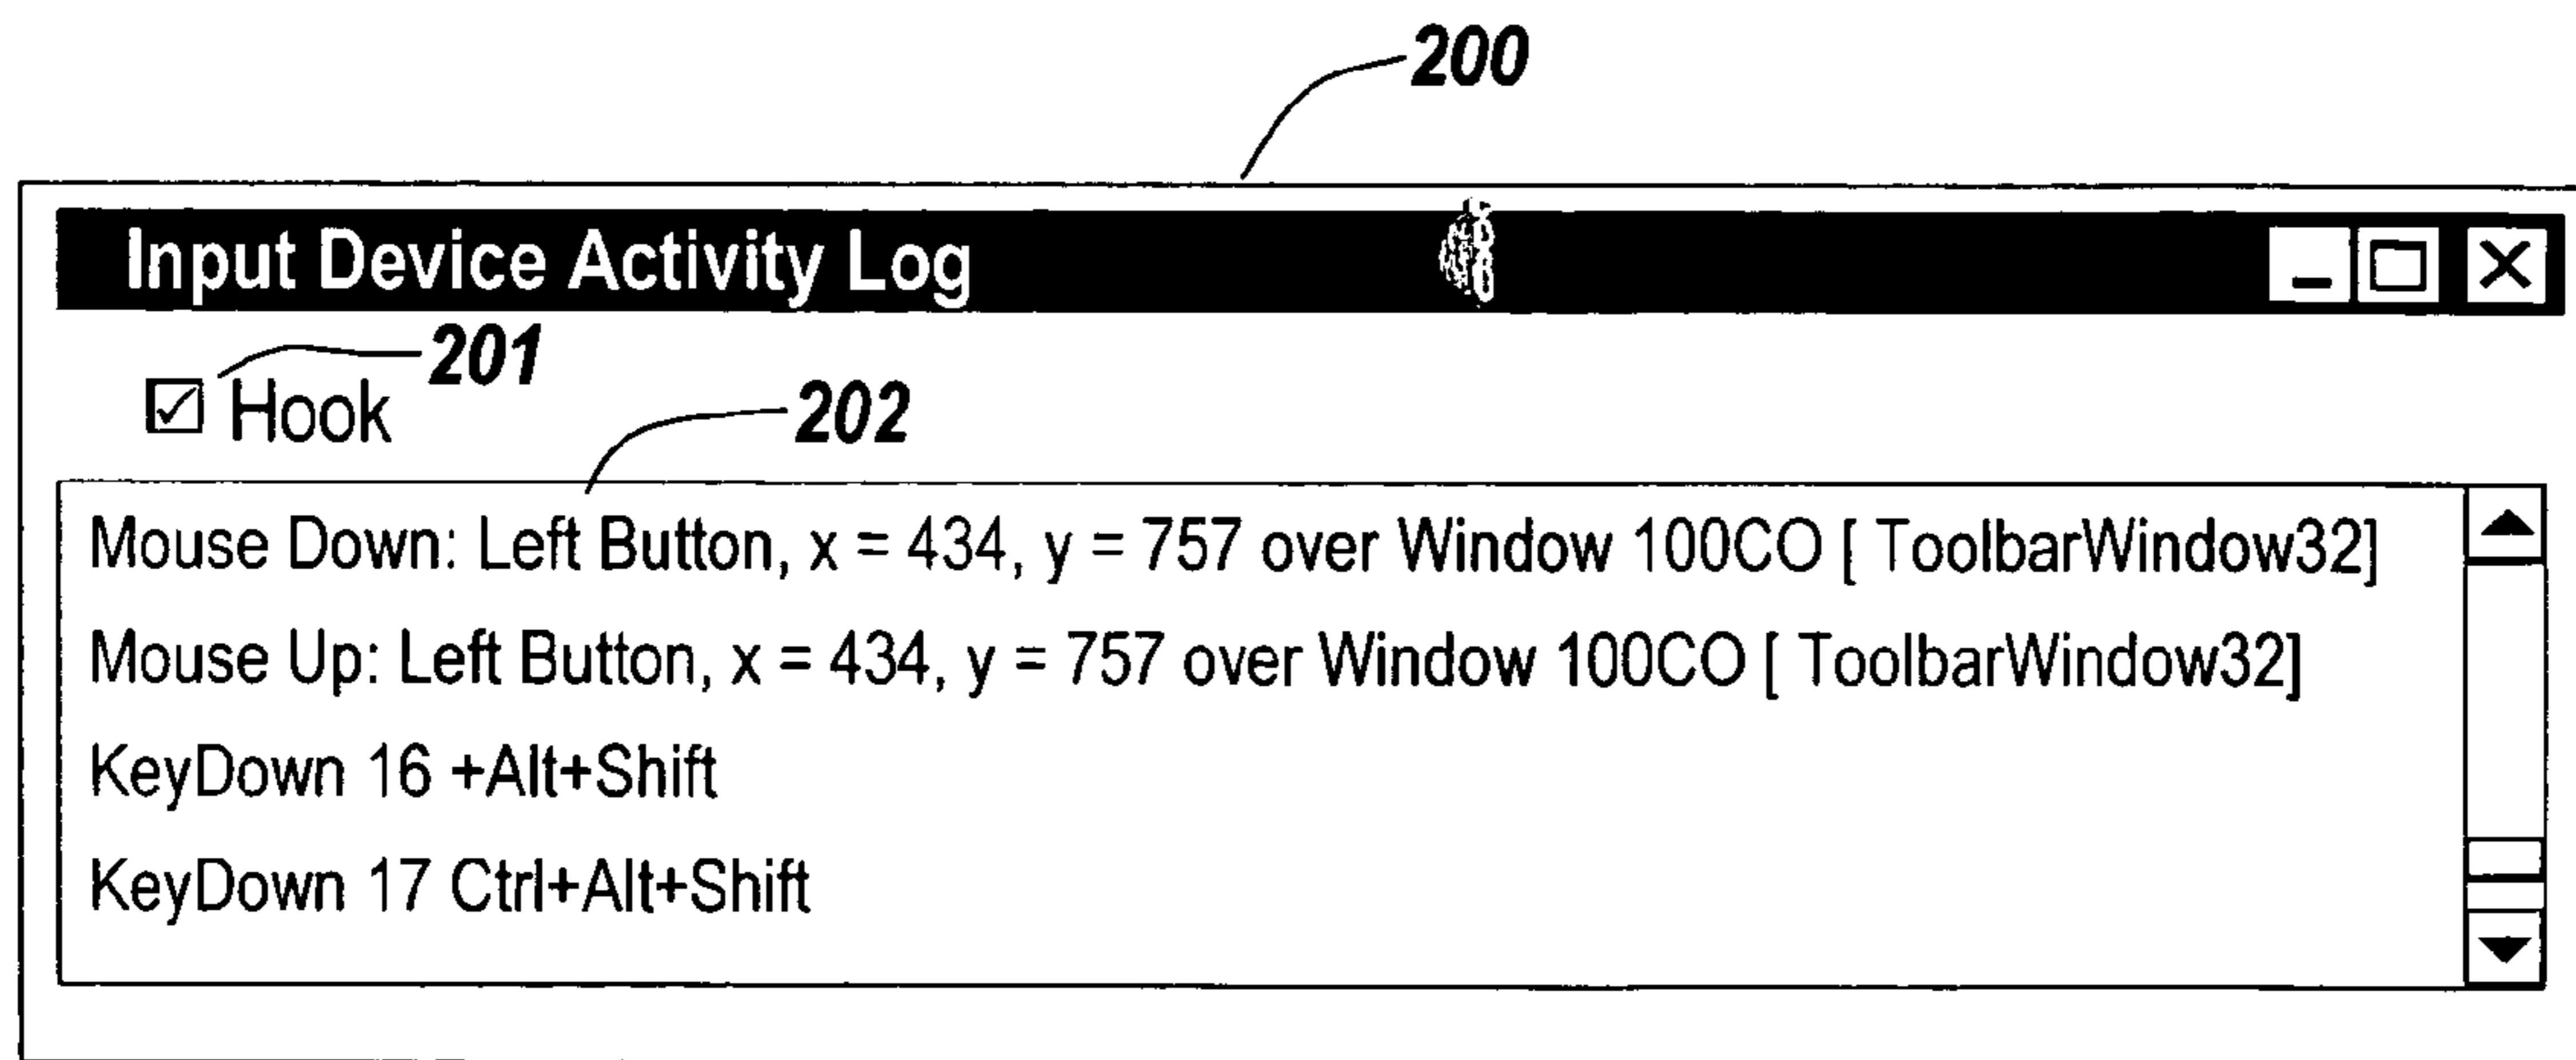 200
Input Device Activity Log
201
Hook
202
Mouse Down: Left Button, x = 434, y = 757 over Window 100CO [ ToolbarWindow32]
Mouse Up: Left Button, x = 434, y = 757 over Window 100CO [ ToolbarWindow32]
KeyDown 16 +Alt+Shift
KeyDown 17 Ctrl+Alt+Shift